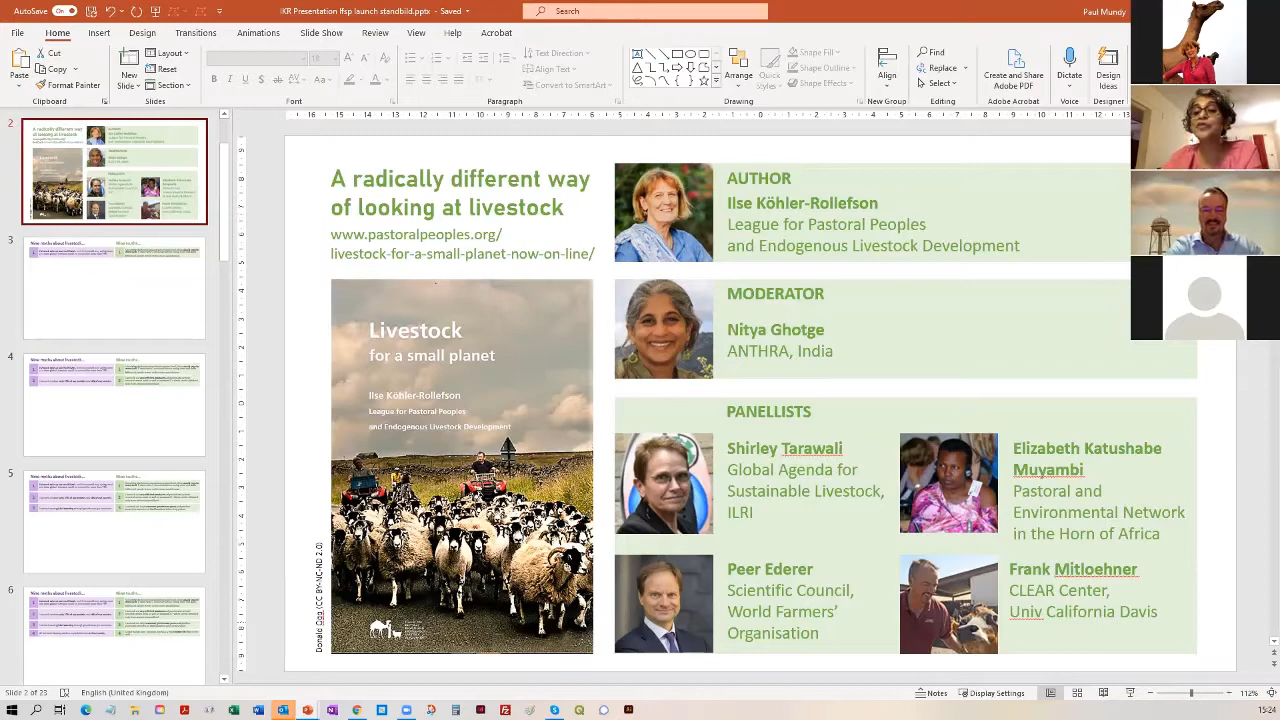 AutoSave
On
IKR Presentation lfsp launch standbild.pptx - Saved
Search
Paul Mundy
File
Home
Insert
Design
Transitions
Animations
Slide Show
Review
View
Help
Acrobat
Paste
Cut
Copy
Format Painter
Clipboard
New
Slide
Layout
Reset
Section
Slides
18
Font
Text Direction
Align Text
Convert to SmartArt
Paragraph
Arrange
Quick
Styles
Shape Fill
Shape Outline
Shape Effects
Drawing
Align
New Group
Find
Replace
Select
Editing
Create and Share
Adobe PDF
Adobe Acrobat
Dictate
Voice
Design
Ideas
Designer
2
3
4
5
6
A radically different way
of looking at livestock
www.pastoralpeoples.org/
livestock-for-a-small-planet-now-on-line/
Livestock
for a small planet
Ilse Köhler-Rollefson
League for Pastoral Peoples
and Endogenous Livestock Development
AUTHOR
Ilse Köhler-Rollefson
League for Pastoral Peoples
and Endogenous Livestock Development
MODERATOR
Nitya Ghotge
ANTHRA, India
PANELLISTS
Shirley Tarawali
Global Agenda for
Sustainable Livestock,
ILRI
Elizabeth Katushabe
Muyambi
Pastoral and
Environmental Network
in the Horn of Africa
Peer Ederer
Scientific Council,
Organisation
Frank Mitloehner
CLEAR Center,
Univ California Davis
Slide 2 of 23
English (United Kingdom)
Notes
Display Settings
112%
15:24